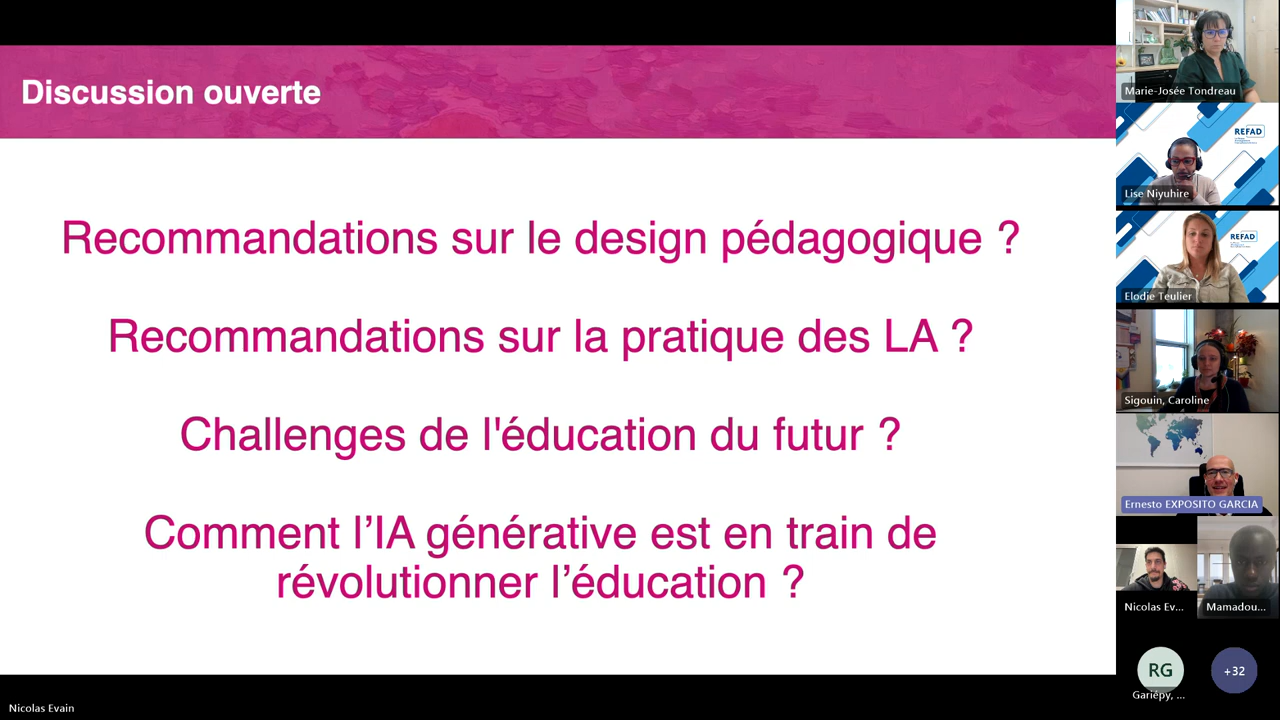 Discussion ouverte
Recommandations sur le design pédagogique ?
Recommandations sur la pratique des LA ?
Challenges de l'éducation du futur ?
Comment l’IA générative est en train de
révolutionner l’éducation ?
Nicolas Evain
Marie-Josée Tondreau
REFAD
Lise Niyuhire
REFAD
Elodie Teulier
Sigouin, Caroline
Ernesto EXPOSITO GARCIA
Nicolas Ev...
Mamadou...
RG
Gariépy, ...
+32